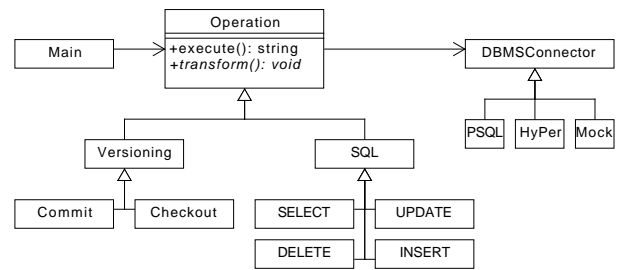 Operation
Main
+execute(): string
+transform(): void
DBMSConnector
PSQL
HyPer
Mock
Versioning
SQL
Commit
Checkout
SELECT
UPDATE
DELETE
INSERT